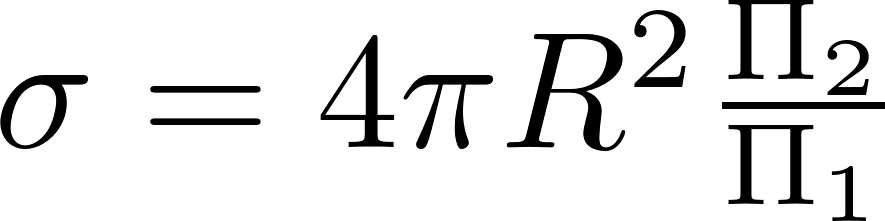 σ = 4πR² Π₂/Π₁